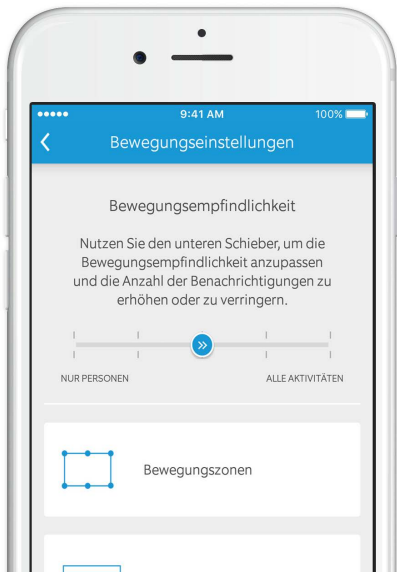 9:41 AM
100%
Bewegungseinstellungen
Bewegungsempfindlichkeit
Nutzen Sie den unteren Schieber, um die
Bewegungsempfindlichkeit anzupassen
und die Anzahl der Benachrichtigungen zu
erhöhen oder zu verringern.
NUR PERSONEN
ALLE AKTIVITÄTEN
Bewegungszonen